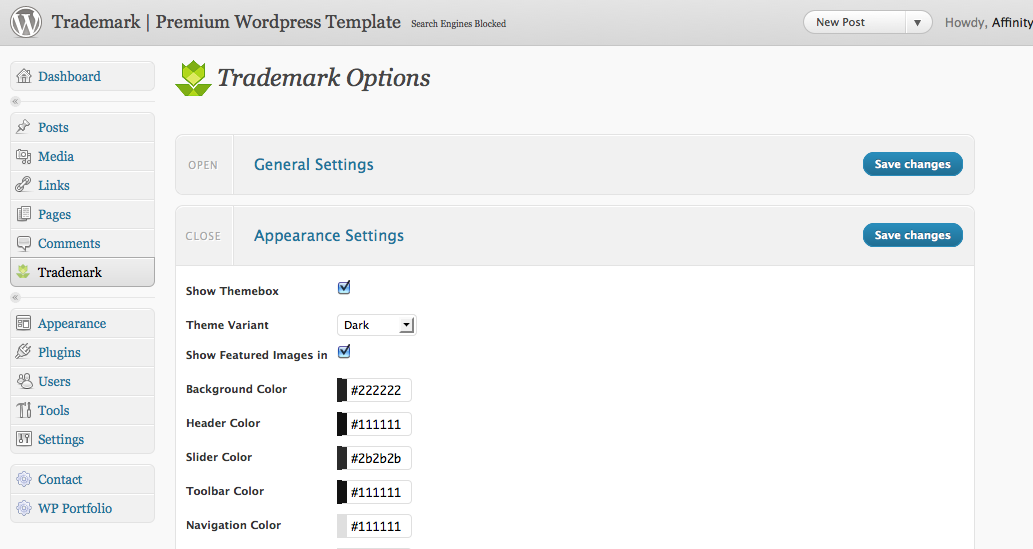 Trademark | Premium Wordpress Template Search Engines Blocked New Post Howdy, Affinity
Dashboard
Posts
Media
Links
Pages
Comments
Trademark
Appearance
Plugins
Users
Tools
Settings
Contact
WP Portfolio
Trademark Options
OPEN General Settings Save changes
CLOSE Appearance Settings Save changes
Show Themebox
Theme Variant Dark
Show Featured Images in
Background Color #222222
Header Color #111111
Slider Color #2b2b2b
Toolbar Color #111111
Navigation Color #111111